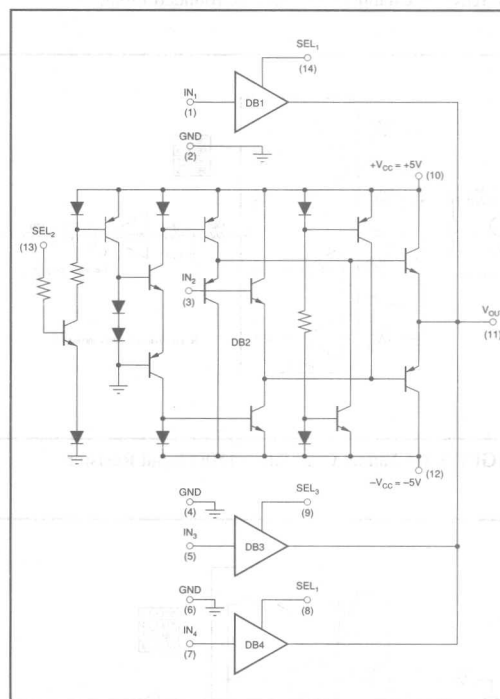 SEL1
(14)
IN1
(1)
DB1
GND
(2)
+VCC = +5V
(10)
SEL2
(13)
IN2
(3)
DB2
VOUT
(11)
(12)
–VCC = –5V
GND
(4)
SEL3
(9)
IN3
(5)
DB3
GND
(6)
SEL1
(8)
IN4
(7)
DB4